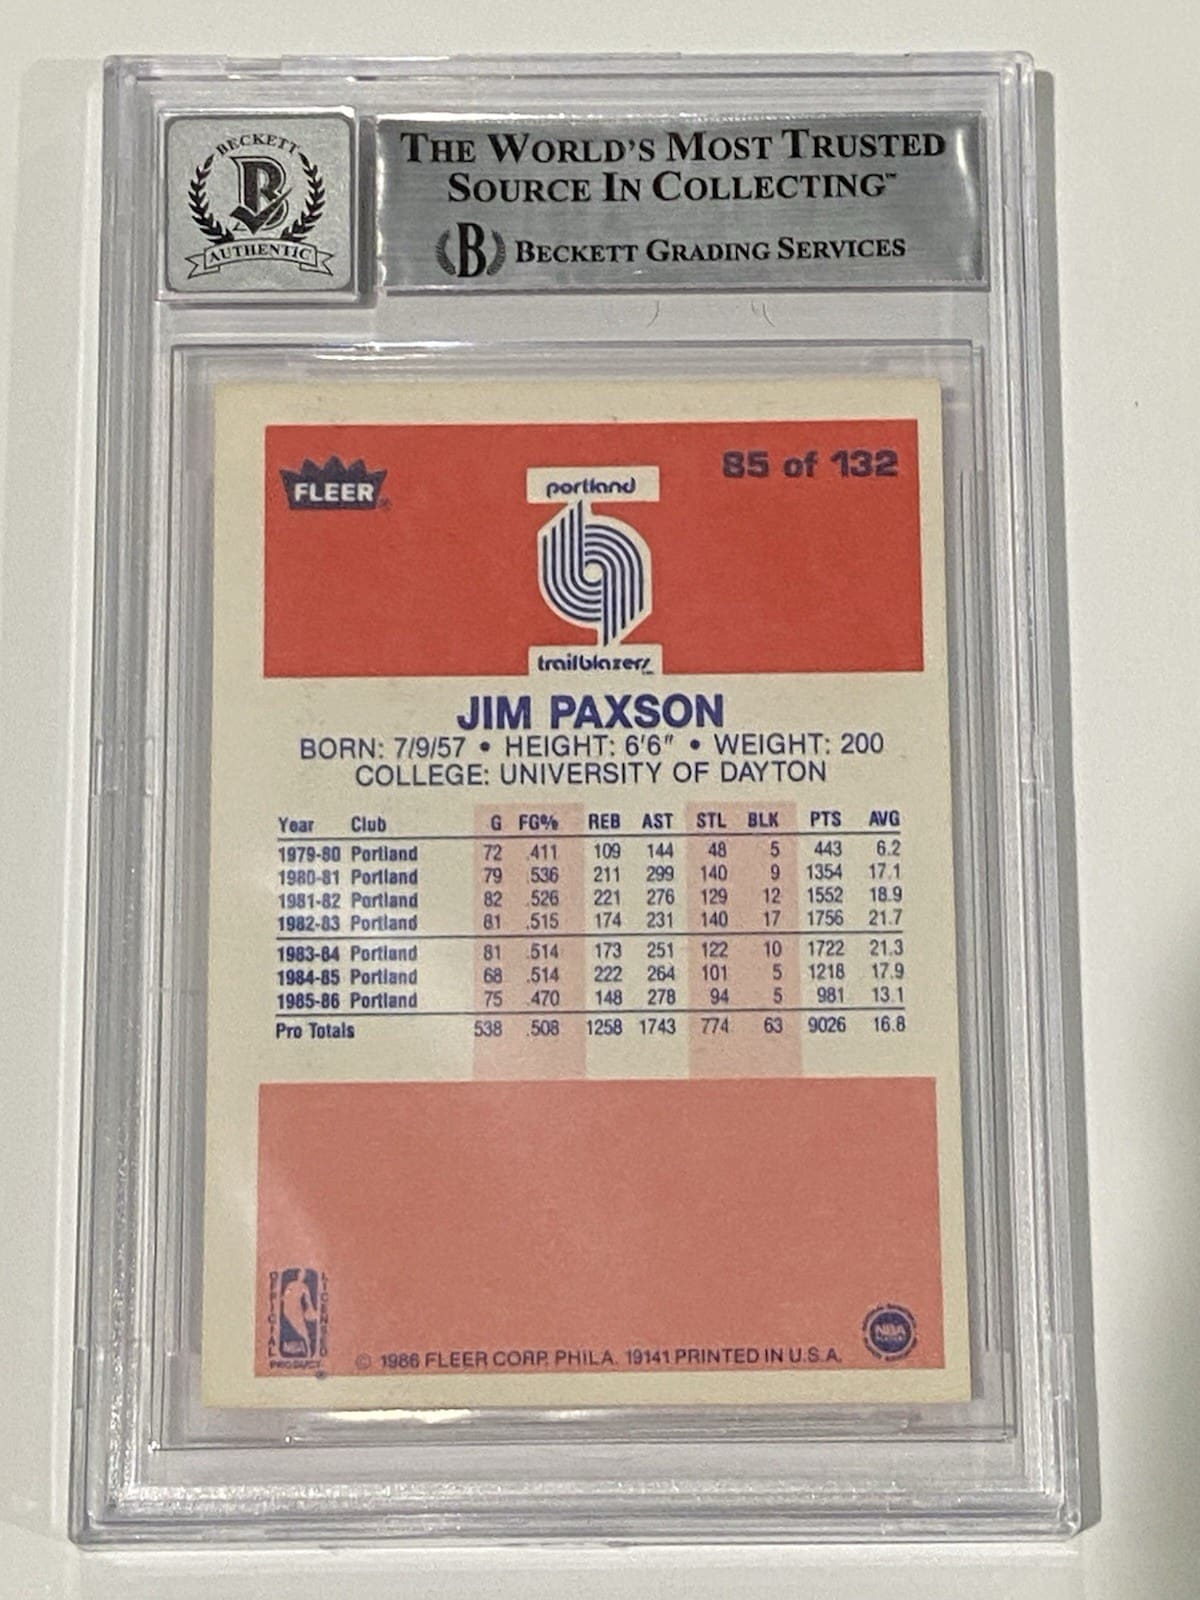 BECKETT
B
AUTHENTIC
THE WORLD'S MOST TRUSTED
SOURCE IN COLLECTING™
B BECKETT GRADING SERVICES
FLEER®
85 of 132
portland
trailblazers
JIM PAXSON
BORN: 7/9/57 • HEIGHT: 6'6" • WEIGHT: 200
COLLEGE: UNIVERSITY OF DAYTON
Year Club G FG% REB AST STL BLK PTS AVG
1979-80 Portland 72 .411 109 144 48 5 443 6.2
1980-81 Portland 79 .536 211 299 140 9 1354 17.1
1981-82 Portland 82 .526 221 276 129 12 1552 18.9
1982-83 Portland 81 .515 174 231 140 17 1756 21.7
1983-84 Portland 81 .514 173 251 122 10 1722 21.3
1984-85 Portland 68 .514 222 264 101 5 1218 17.9
1985-86 Portland 75 .470 148 278 94 5 981 13.1
Pro Totals 538 .508 1258 1743 774 63 9026 16.8
OFFICIAL
LICENSED
NBA
PRODUCT
®
© 1986 FLEER CORP. PHILA. 19141 PRINTED IN U.S.A.
NBA